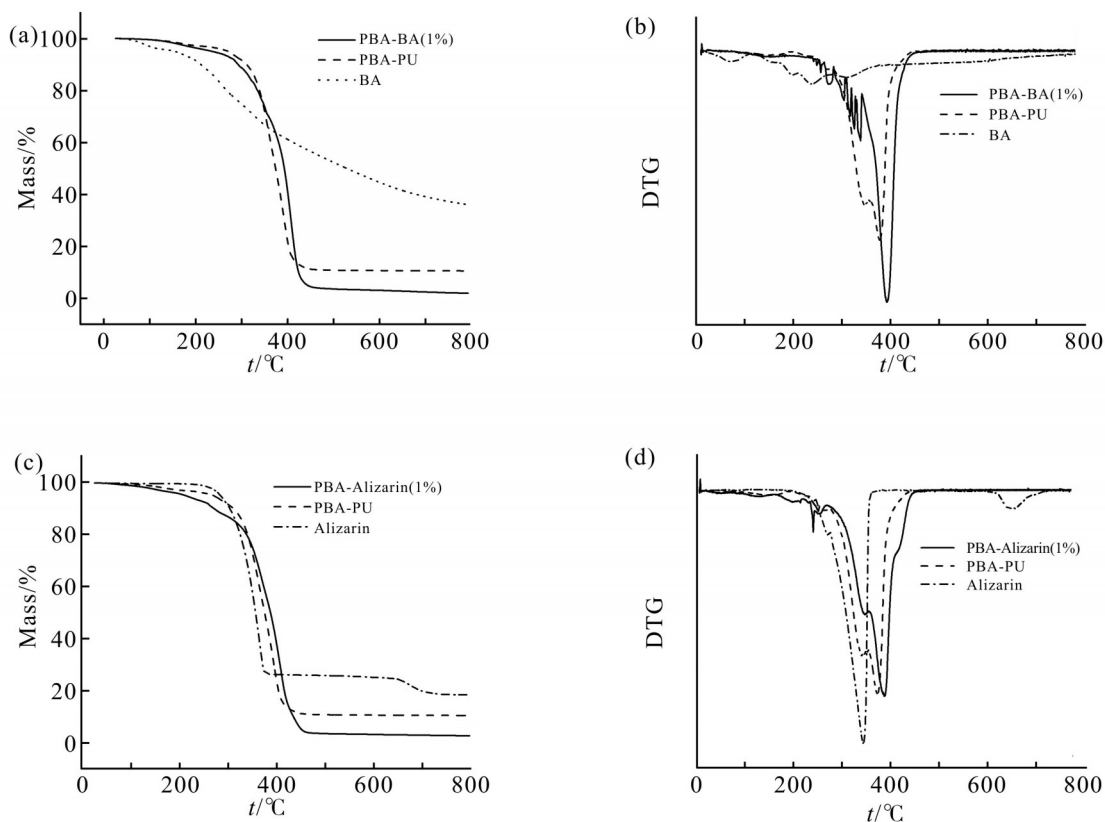 (a)
100
80
60
40
20
0
Mass/%
PBA-BA(1%)
PBA-PU
BA
0 200 400 600 800
t/℃
(b)
DTG
PBA-BA(1%)
PBA-PU
BA
0 200 400 600 800
t/℃
(c)
100
80
60
40
20
0
Mass/%
PBA-Alizarin(1%)
PBA-PU
Alizarin
0 200 400 600 800
t/℃
(d)
DTG
PBA-Alizarin(1%)
PBA-PU
Alizarin
0 200 400 600 800
t/℃